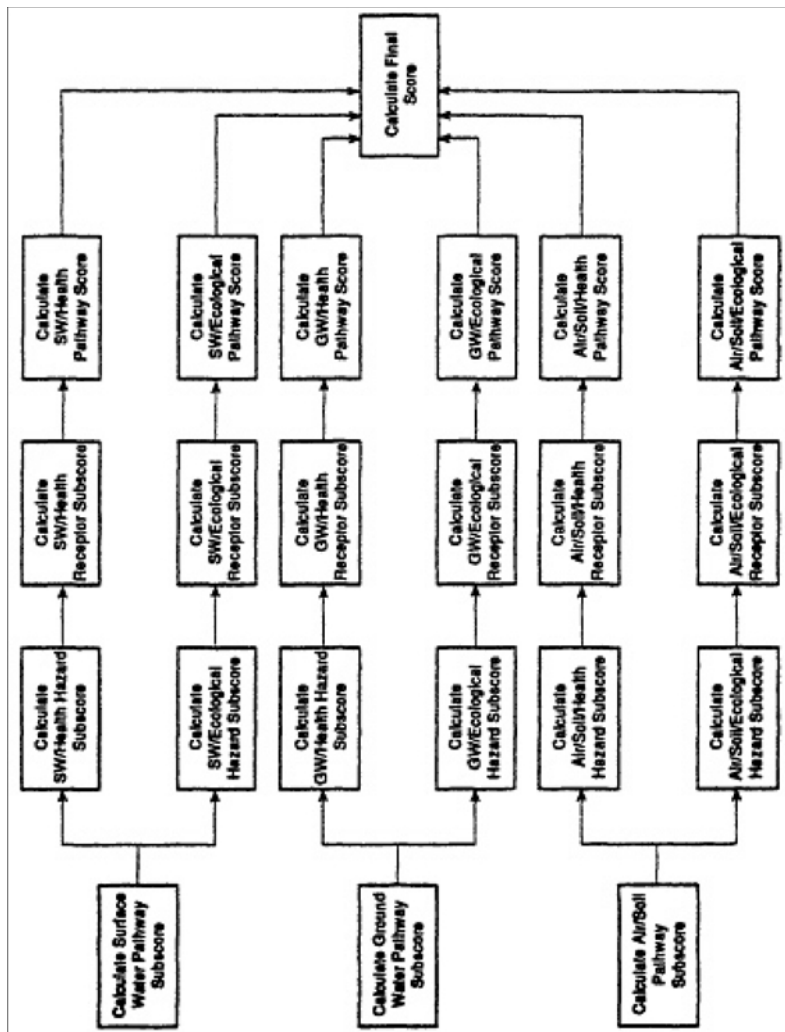 Calculate Surface
Water Pathway
Subscore
Calculate
SW/Health Hazard
Subscore
Calculate
SW/Health
Receptor Subscore
Calculate
SW/Health
Pathway Score
Calculate
SW/Ecological
Hazard Subscore
Calculate
SW/Ecological
Receptor Subscore
Calculate
SW/Ecological
Pathway Score
Calculate Ground
Water Pathway
Subscore
Calculate
GW/Health Hazard
Subscore
Calculate
GW/Health
Receptor Subscore
Calculate
GW/Health
Pathway Score
Calculate Final
Score
Calculate
GW/Ecological
Hazard Subscore
Calculate
GW/Ecological
Receptor Subscore
Calculate
GW/Ecological
Pathway Score
Calculate Air/Soil
Pathway
Subscore
Calculate
Air/Soil/Health
Hazard Subscore
Calculate
Air/Soil/Health
Receptor Subscore
Calculate
Air/Soil/Health
Pathway Score
Calculate
Air/Soil/Ecological
Hazard Subscore
Calculate
Air/Soil/Ecological
Receptor Subscore
Calculate
Air/Soil/Ecological
Pathway Score